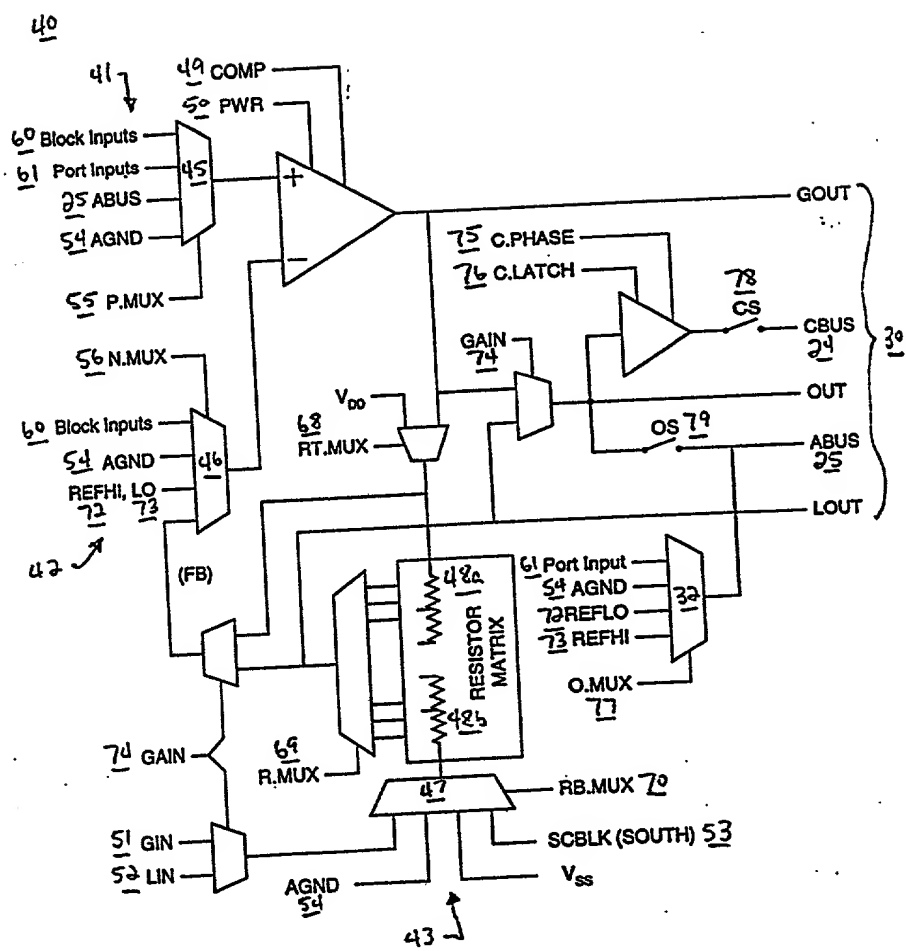 40
41
49 COMP
50 PWR
60 Block Inputs
61 Port Inputs
25 ABUS
54 AGND
45
+
−
55 P.MUX
GOUT
75 C.PHASE
76 C.LATCH
78
CS
CBUS
24
30
56 N.MUX
GAIN
74
OUT
VDD
68
RT.MUX
OS 79
ABUS
25
60 Block Inputs
54 AGND
46
REFHI, LO
72 73
LOUT
42
(FB)
48a
RESISTOR
MATRIX
48b
61 Port Input
54 AGND
72 REFLO
73 REFHI
32
O.MUX
77
74 GAIN
69
R.MUX
47
RB.MUX 70
51 GIN
52 LIN
SCBLK (SOUTH) 53
AGND
54
VSS
43